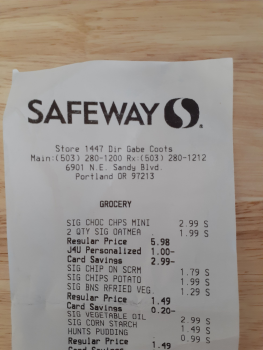 SAFEWAY
Store 1447 Dir Gabe Coots
Main:(503) 280-1200 Rx:(503) 280-1212
6901 N.E. Sandy Blvd.
Portland OR 97213
GROCERY
SIG CHOC CHPS MINI 2.99 S
2 QTY SIG OATMEA 1.99 S
Regular Price 5.98
J4U Personalized 1.00-
Card Savings 2.99-
SIG CHIP ON SCRM 1.79 S
SIG CHIPS POTATO 1.99 S
SIG BNS RFRIED VEG 1.29 S
Regular Price 1.49
Card Savings 0.20-
SIG VEGETABLE OIL 2.99 S
SIG CORN STARCH 1.49 S
HUNTS PUDDING 0.99 S
Regular Price 1.49
Card Savings